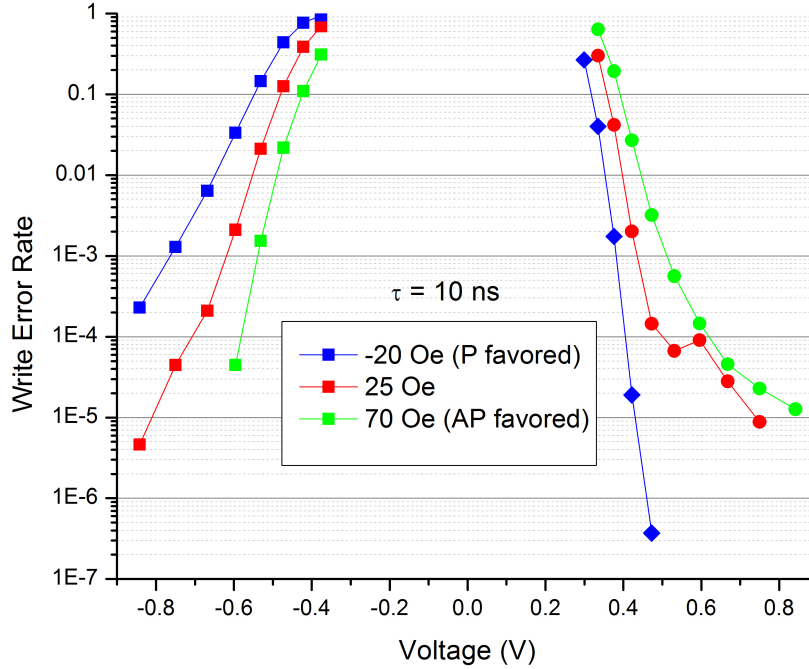 1
0.1
0.01
1E-3
1E-4
1E-5
1E-6
1E-7
Write Error Rate
τ = 10 ns
-20 Oe (P favored)
25 Oe
70 Oe (AP favored)
-0.8 -0.6 -0.4 -0.2 0.0 0.2 0.4 0.6 0.8
Voltage (V)